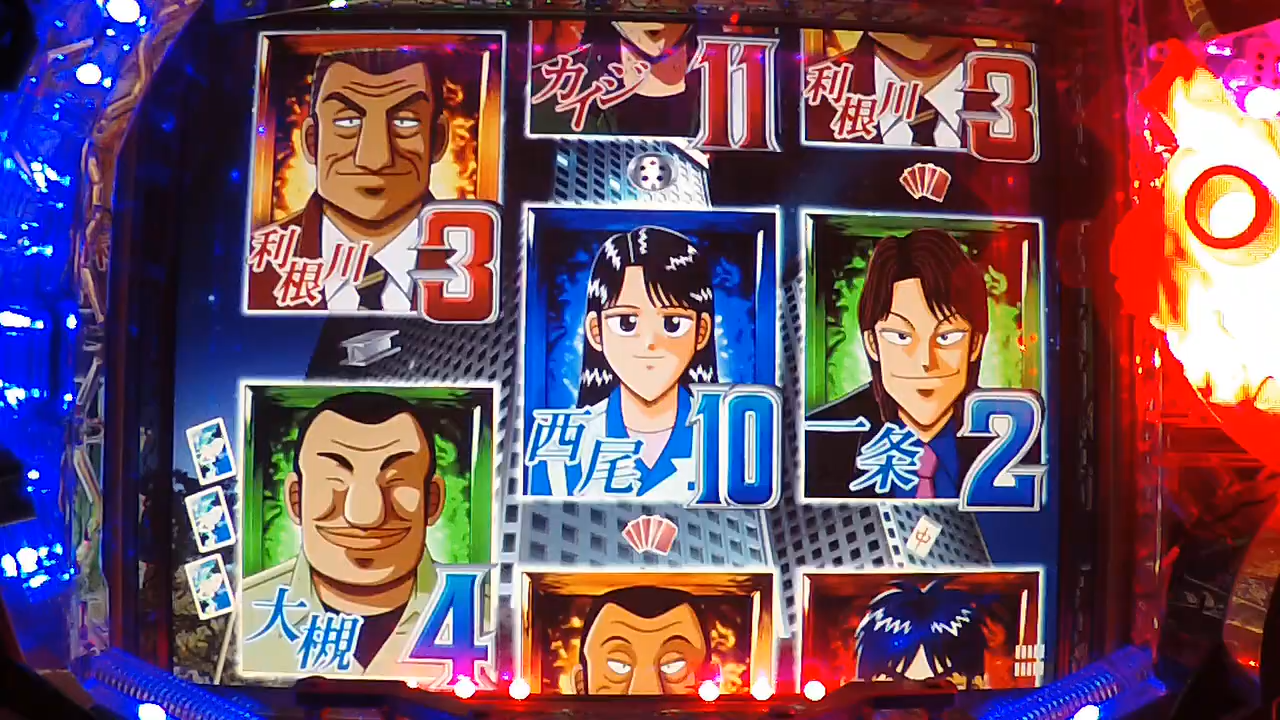 カイジ 11
利根川 3
利根川 3
西尾 10
一条 2
大槻 4
中